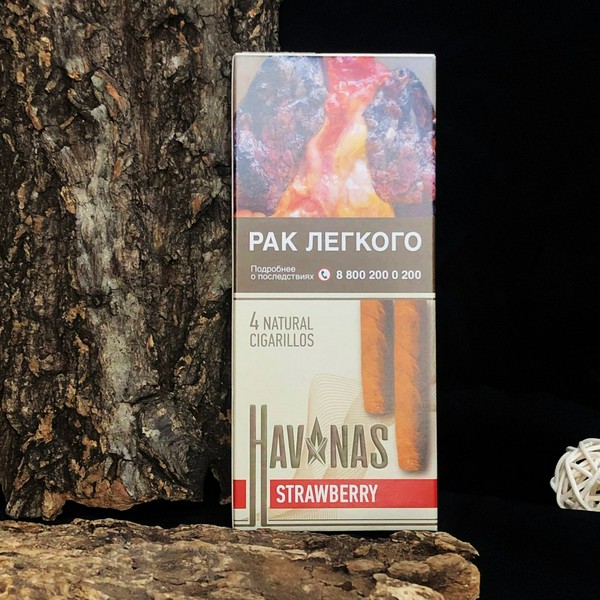 РАК ЛЕГКОГО
Подробнее
о последствиях 8 800 200 0 200
4 NATURAL
CIGARILLOS
HAVANAS
STRAWBERRY